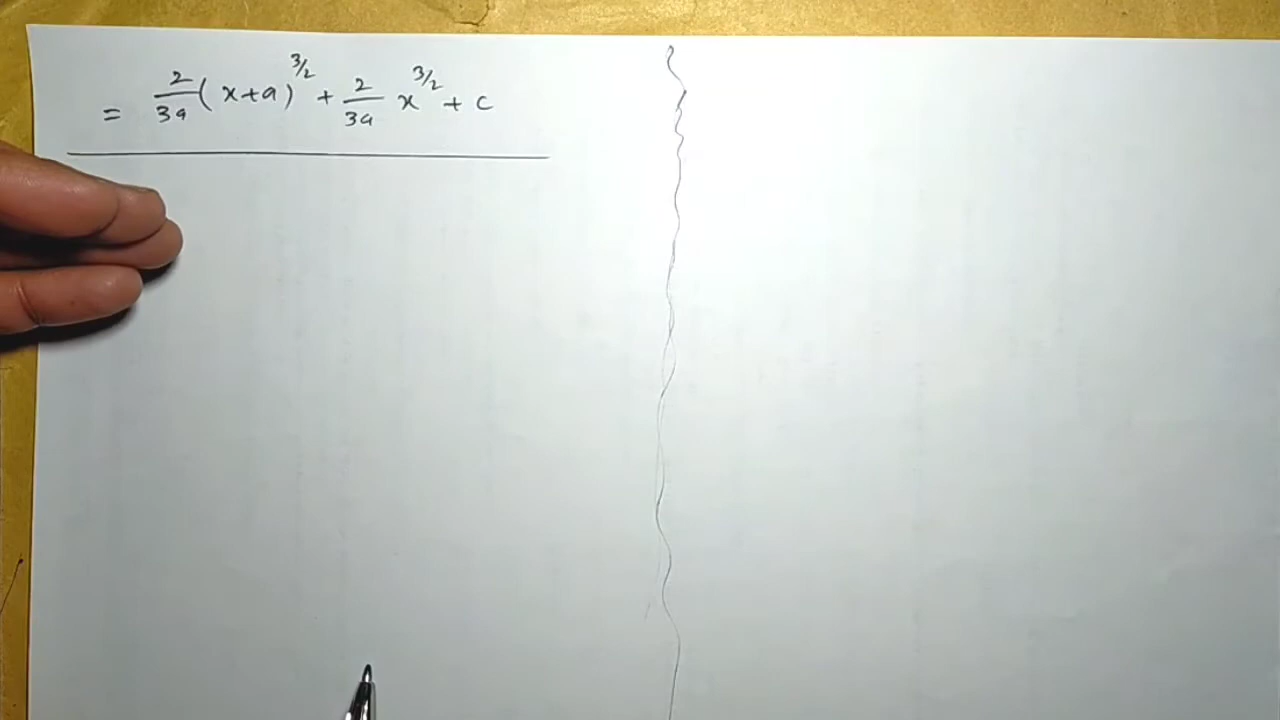 = 2/3a (x+a)^3/2 + 2/3a x^3/2 + c